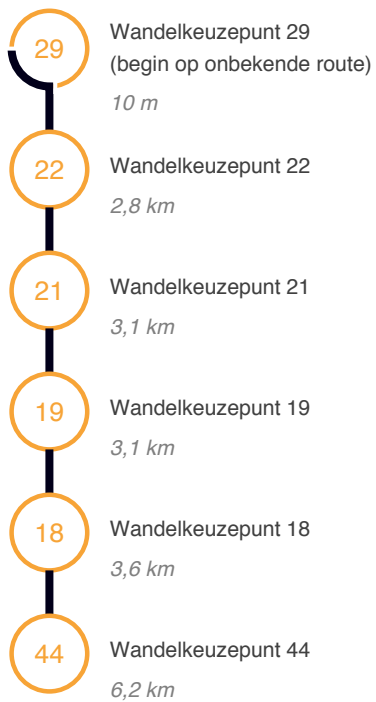 29
Wandelkeuzepunt 29
(begin op onbekende route)
10 m
22
Wandelkeuzepunt 22
2,8 km
21
Wandelkeuzepunt 21
3,1 km
19
Wandelkeuzepunt 19
3,1 km
18
Wandelkeuzepunt 18
3,6 km
44
Wandelkeuzepunt 44
6,2 km